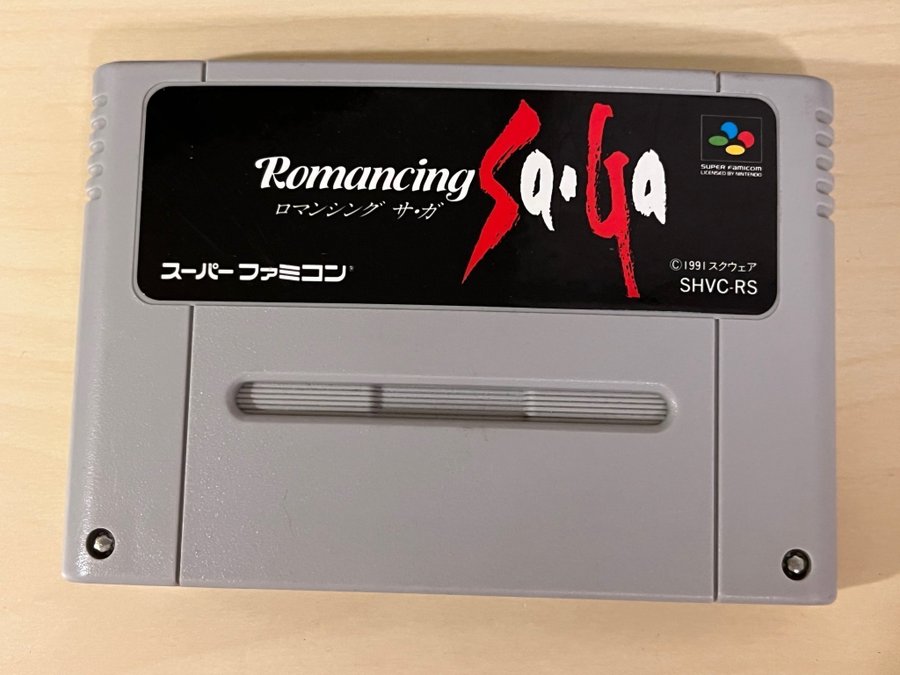 Romancing Sa·Ga
ロマンシング サ・ガ
SUPER FAMICOM
LICENSED BY NINTENDO
スーパーファミコン
©1991 スクウェア
SHVC-RS